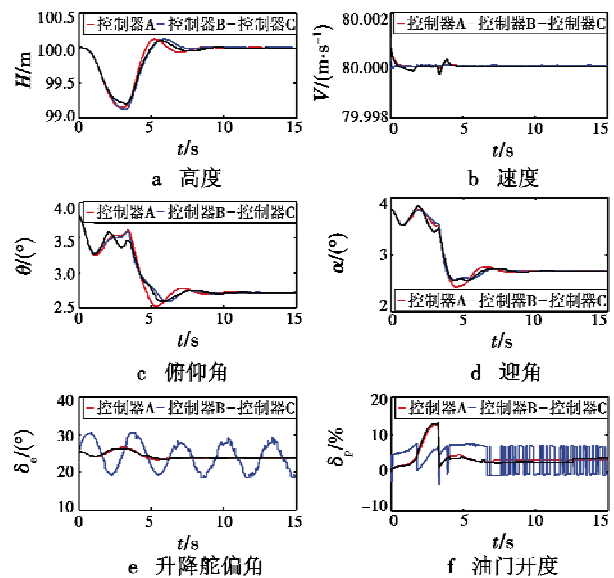 100.5
100.0
99.5
99.0
H/m
控制器A 控制器B 控制器C
0 5 10 15
t/s
a 高度
80.002
80.000
79.998
V/(m·s⁻¹)
控制器A 控制器B 控制器C
0 5 10 15
t/s
b 速度
4.0
3.5
3.0
2.5
θ/(°)
控制器A 控制器B 控制器C
0 5 10 15
t/s
c 俯仰角
4
3
2
α/(°)
控制器A 控制器B 控制器C
0 5 10 15
t/s
d 迎角
40
30
20
10
δe/(°)
控制器A 控制器B 控制器C
0 5 10 15
t/s
e 升降舵偏角
20
10
0
-10
δp/%
控制器A 控制器B 控制器C
0 5 10 15
t/s
f 油门开度